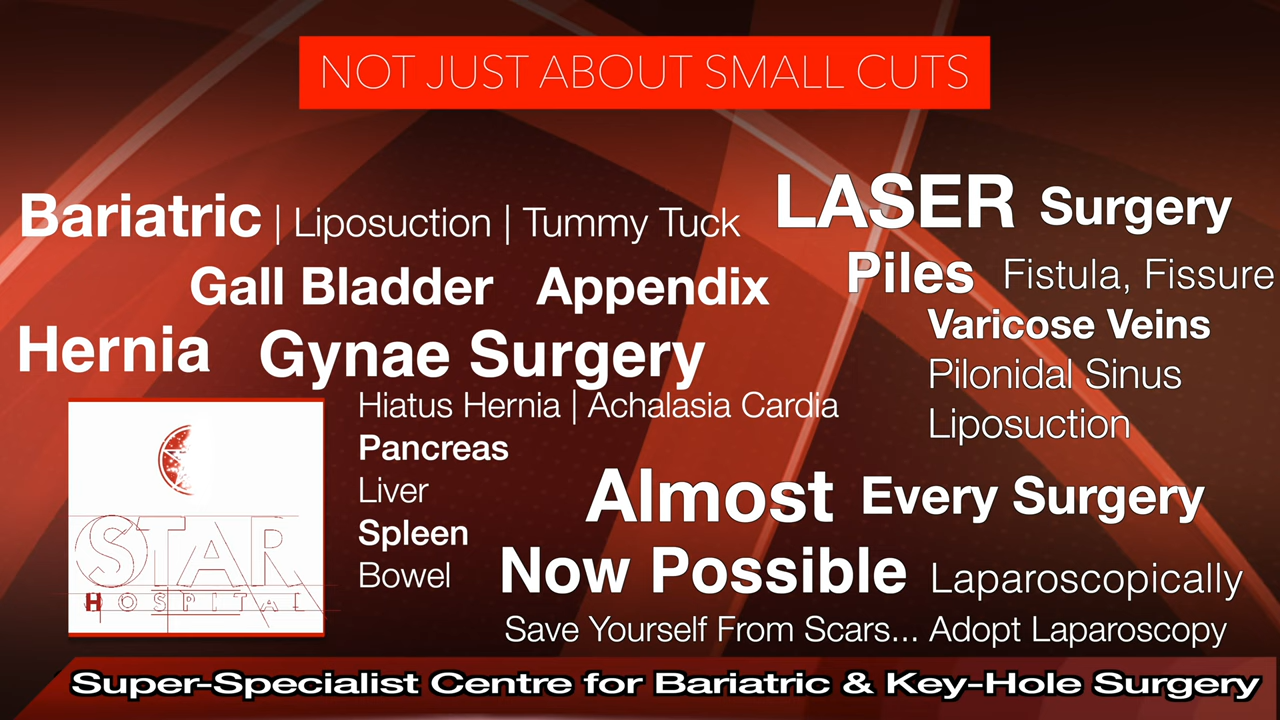 NOT JUST ABOUT SMALL CUTS
Bariatric | Liposuction | Tummy Tuck
Gall Bladder Appendix
Hernia Gynae Surgery
Hiatus Hernia | Achalasia Cardia
Pancreas
Liver
Spleen
Bowel
LASER Surgery
Piles Fistula, Fissure
Varicose Veins
Pilonidal Sinus
Liposuction
Almost Every Surgery
Now Possible Laparoscopically
Save Yourself From Scars... Adopt Laparoscopy
STAR
HOSPITAL
Super-Specialist Centre for Bariatric & Key-Hole Surgery